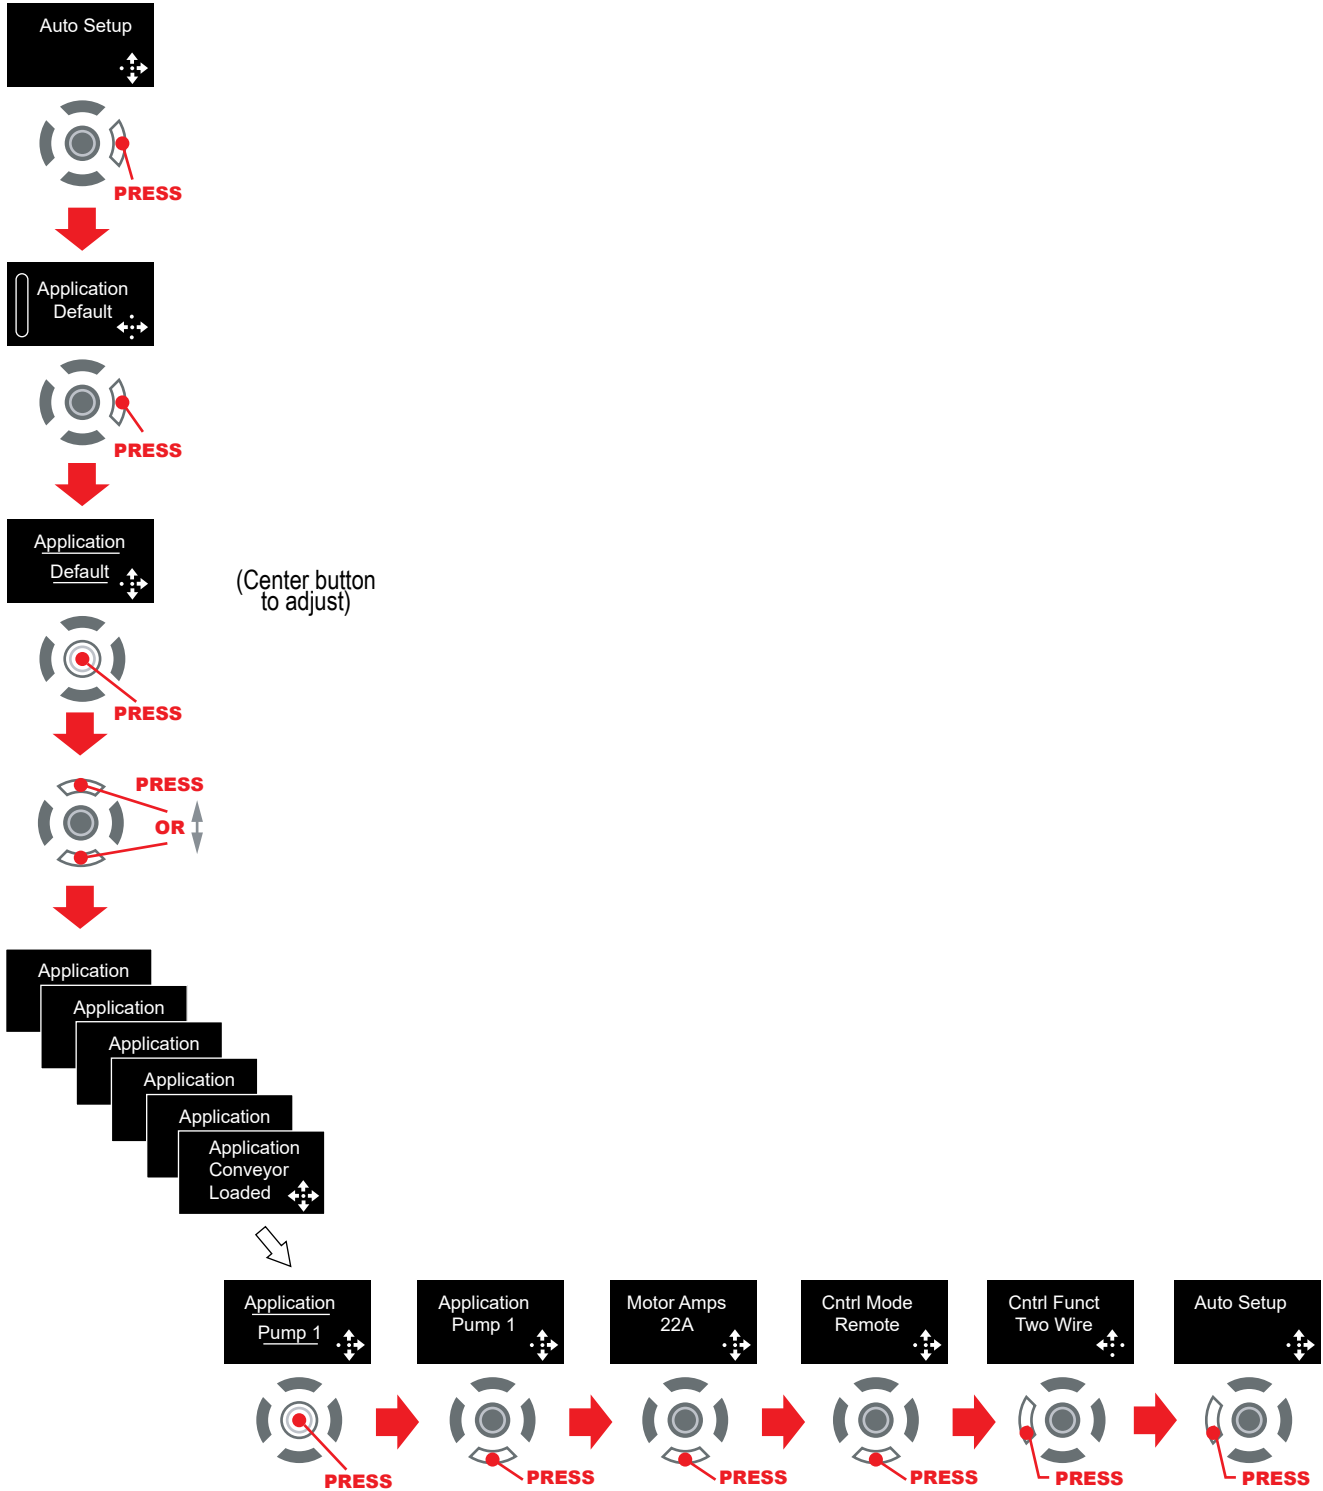 Auto Setup
PRESS
Application
Default
PRESS
Application
Default
(Center button
to adjust)
PRESS
PRESS
OR
Application
Application
Application
Application
Application
Application
Conveyor
Loaded
Application
Pump 1
PRESS
Application
Pump 1
PRESS
Motor Amps
22A
PRESS
Cntrl Mode
Remote
PRESS
Cntrl Funct
Two Wire
PRESS
Auto Setup
PRESS